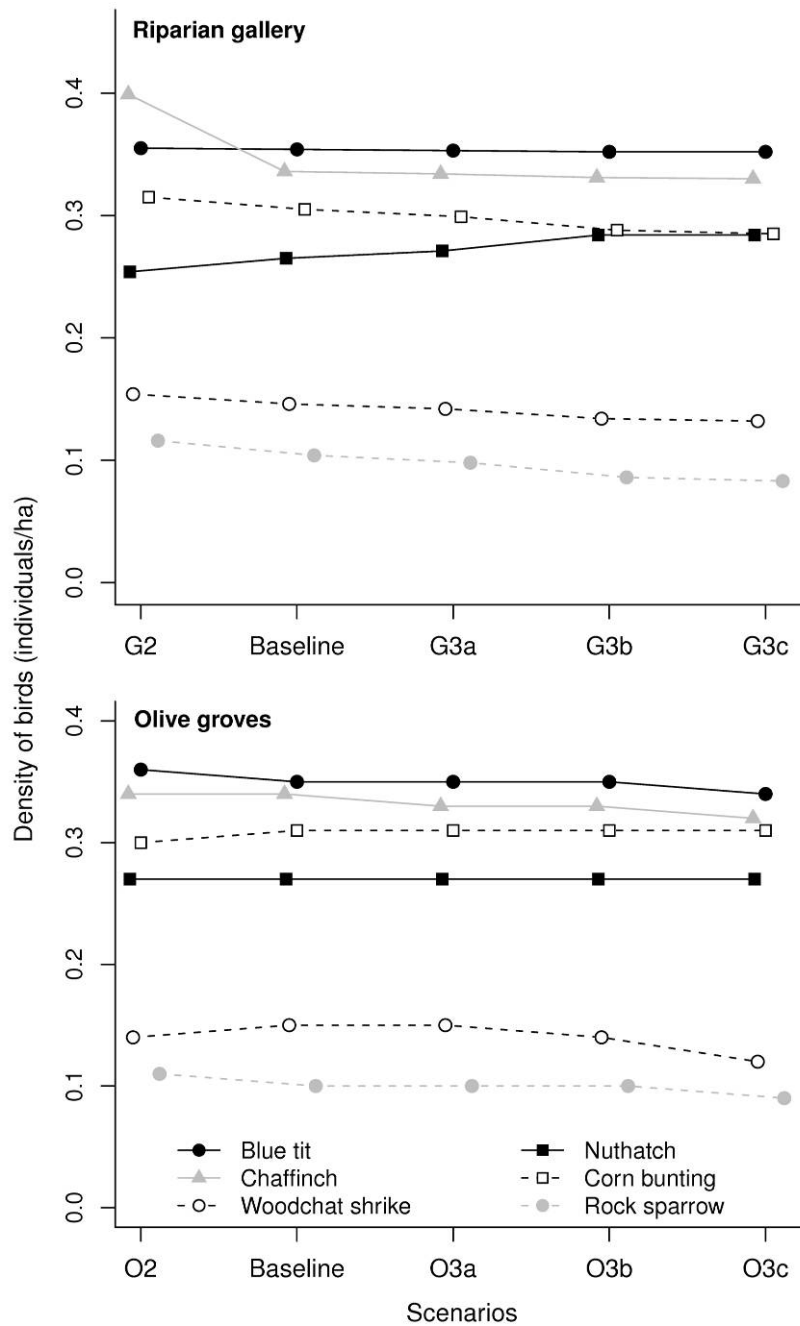 Riparian gallery
0.4
0.3
0.2
0.1
0.0
G2 Baseline G3a G3b G3c
Density of birds (individuals/ha)
Olive groves
0.4
0.3
0.2
0.1
0.0
Blue tit Nuthatch
Chaffinch Corn bunting
Woodchat shrike Rock sparrow
O2 Baseline O3a O3b O3c
Scenarios